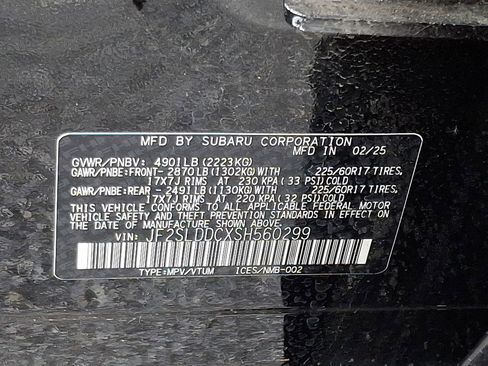 MFD BY SUBARU CORPORATION
MFD IN 02/25
GVWR/PNBV: 4901LB(2223KG)
GAWR/PNBE:FRONT- 2870LB(1302KG)WITH 225/60R17 TIRES,
17X7J RIMS AT 230 KPA(33 PSI)COLD
GAWR/PNBE:REAR - 2491LB(1130KG)WITH 225/60R17 TIRES,
17X7J RIMS AT 220 KPA(32 PSI)COLD
THIS VEHICLE CONFORMS TO ALL APPLICABLE FEDERAL MOTOR
VEHICLE SAFETY AND THEFT PREVENTION STANDARDS IN EFFECT
ON THE DATE OF MANUFACTURE SHOWN ABOVE.
VIN: JF2SLDDCXSH560299
TYPE:MPV/VTUM ICES/NMB-002